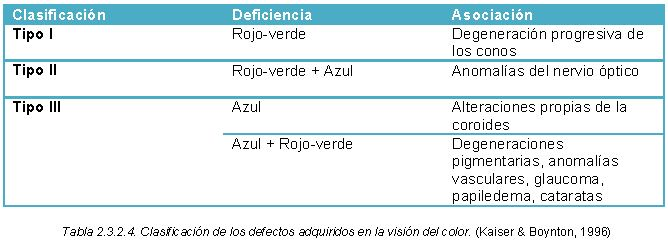 Clasificación Deficiencia Asociación
Tipo I Rojo-verde Degeneración progresiva de
los conos
Tipo II Rojo-verde + Azul Anomalías del nervio óptico
Tipo III Azul Alteraciones propias de la
coroides
Azul + Rojo-verde Degeneraciones
pigmentarias, anomalías
vasculares, glaucoma,
papiledema, cataratas
Tabla 2.3.2.4. Clasificación de los defectos adquiridos en la visión del color. (Kaiser & Boynton, 1996)